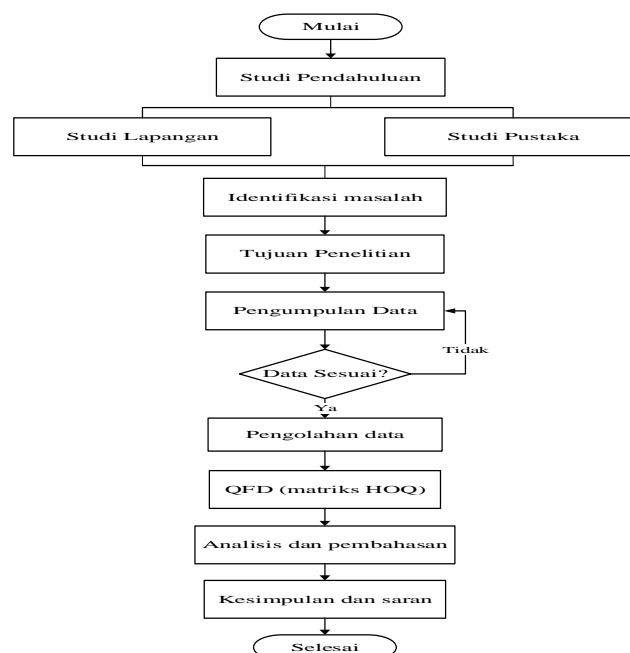 Mulai
Studi Pendahuluan
Studi Lapangan
Studi Pustaka
Identifikasi masalah
Tujuan Penelitian
Pengumpulan Data
Tidak
Data Sesuai?
Ya
Pengolahan data
QFD (matriks HOQ)
Analisis dan pembahasan
Kesimpulan dan saran
Selesai